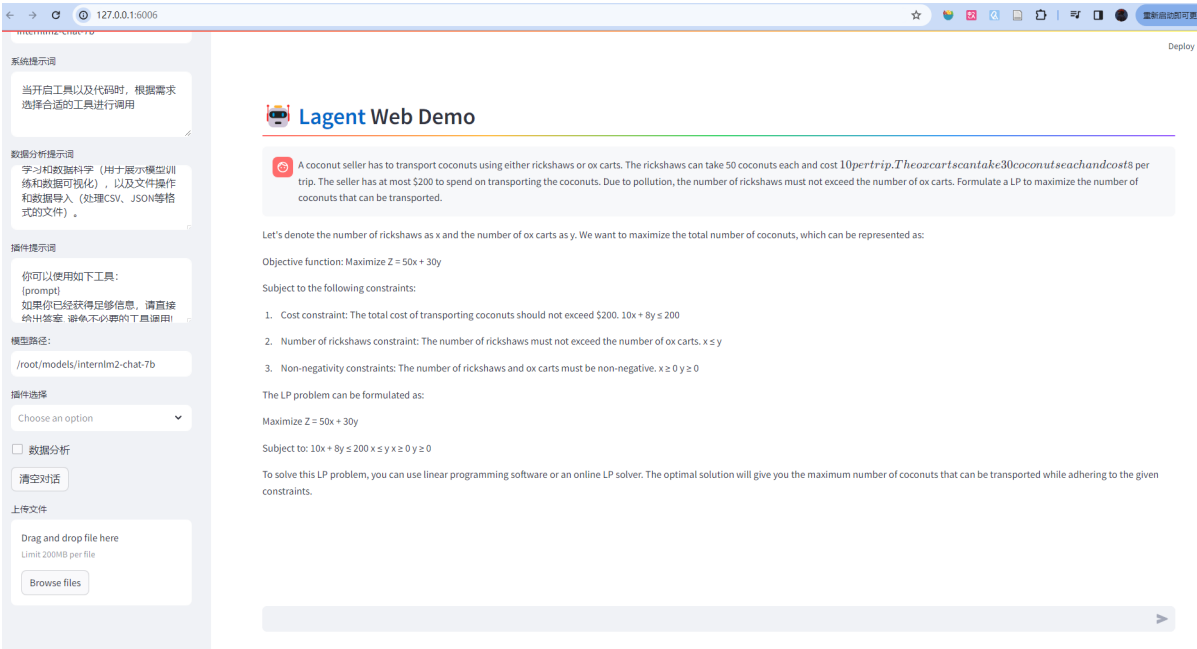 127.0.0.1:6006
重新启动即可更
internlm2-chat-7b
Deploy
系统提示词
当开启工具以及代码时，根据需求
选择合适的工具进行调用
数据分析提示词
学习和数据科学（用于展示模型训
练和数据可视化），以及文件操作
和数据导入（处理CSV、JSON等格
式的文件）。
插件提示词
你可以使用如下工具：
{prompt}
如果你已经获得足够信息，请直接
给出答案. 避免不必要的工具调用!
模型路径：
/root/models/internlm2-chat-7b
插件选择
Choose an option
数据分析
清空对话
上传文件
Drag and drop file here
Limit 200MB per file
Browse files
Lagent Web Demo
A coconut seller has to transport coconuts using either rickshaws or ox carts. The rickshaws can take 50 coconuts each and cost 10pertrip.Theoxcartscantake30coconutseachandcost8 per
trip. The seller has at most $200 to spend on transporting the coconuts. Due to pollution, the number of rickshaws must not exceed the number of ox carts. Formulate a LP to maximize the number of
coconuts that can be transported.
Let's denote the number of rickshaws as x and the number of ox carts as y. We want to maximize the total number of coconuts, which can be represented as:
Objective function: Maximize Z = 50x + 30y
Subject to the following constraints:
1. Cost constraint: The total cost of transporting coconuts should not exceed $200. 10x + 8y ≤ 200
2. Number of rickshaws constraint: The number of rickshaws must not exceed the number of ox carts. x ≤ y
3. Non-negativity constraints: The number of rickshaws and ox carts must be non-negative. x ≥ 0 y ≥ 0
The LP problem can be formulated as:
Maximize Z = 50x + 30y
Subject to: 10x + 8y ≤ 200 x ≤ y x ≥ 0 y ≥ 0
To solve this LP problem, you can use linear programming software or an online LP solver. The optimal solution will give you the maximum number of coconuts that can be transported while adhering to the given
constraints.